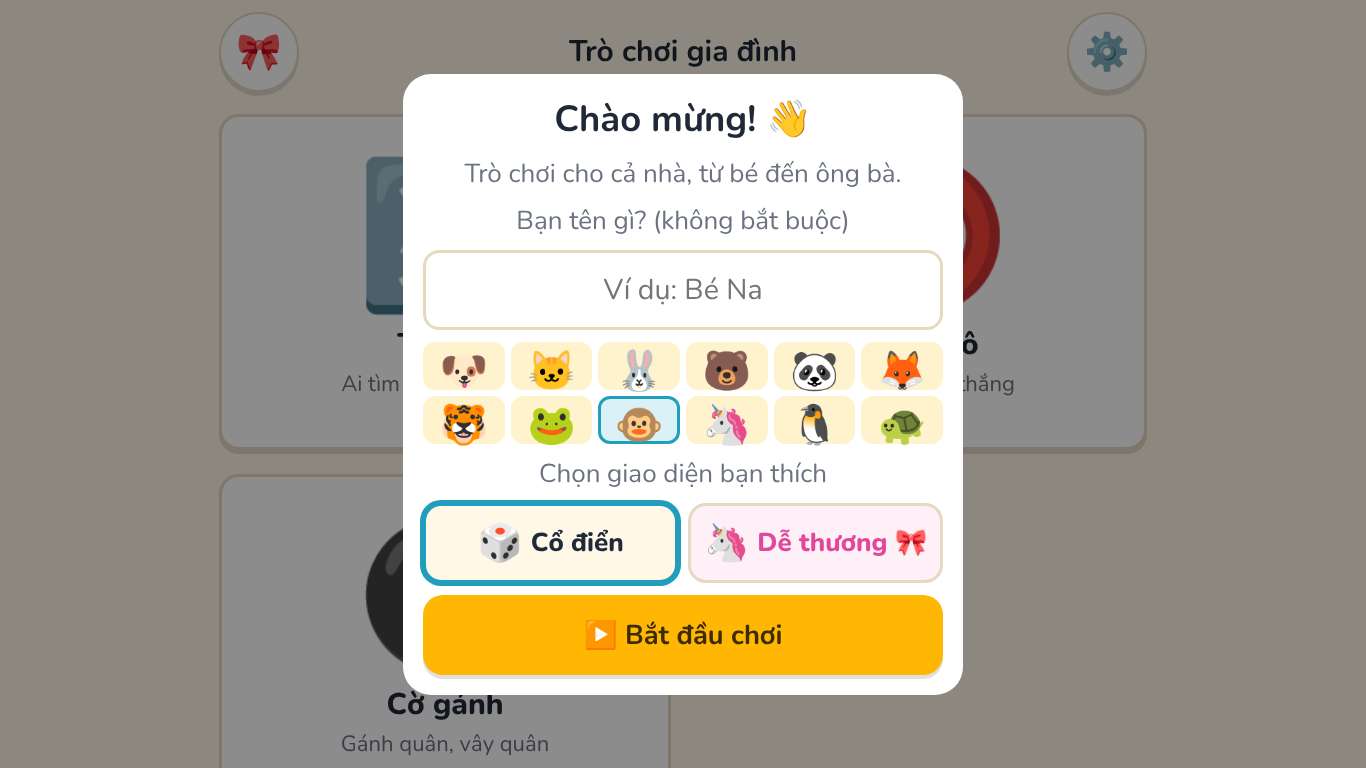 Trò chơi gia đình
Chào mừng! 👋
Trò chơi cho cả nhà, từ bé đến ông bà.
Bạn tên gì? (không bắt buộc)
Ví dụ: Bé Na
Ai tìm
thắng
Chọn giao diện bạn thích
Cổ điển
Dễ thương
Bắt đầu chơi
Cờ gánh
Gánh quân, vây quân